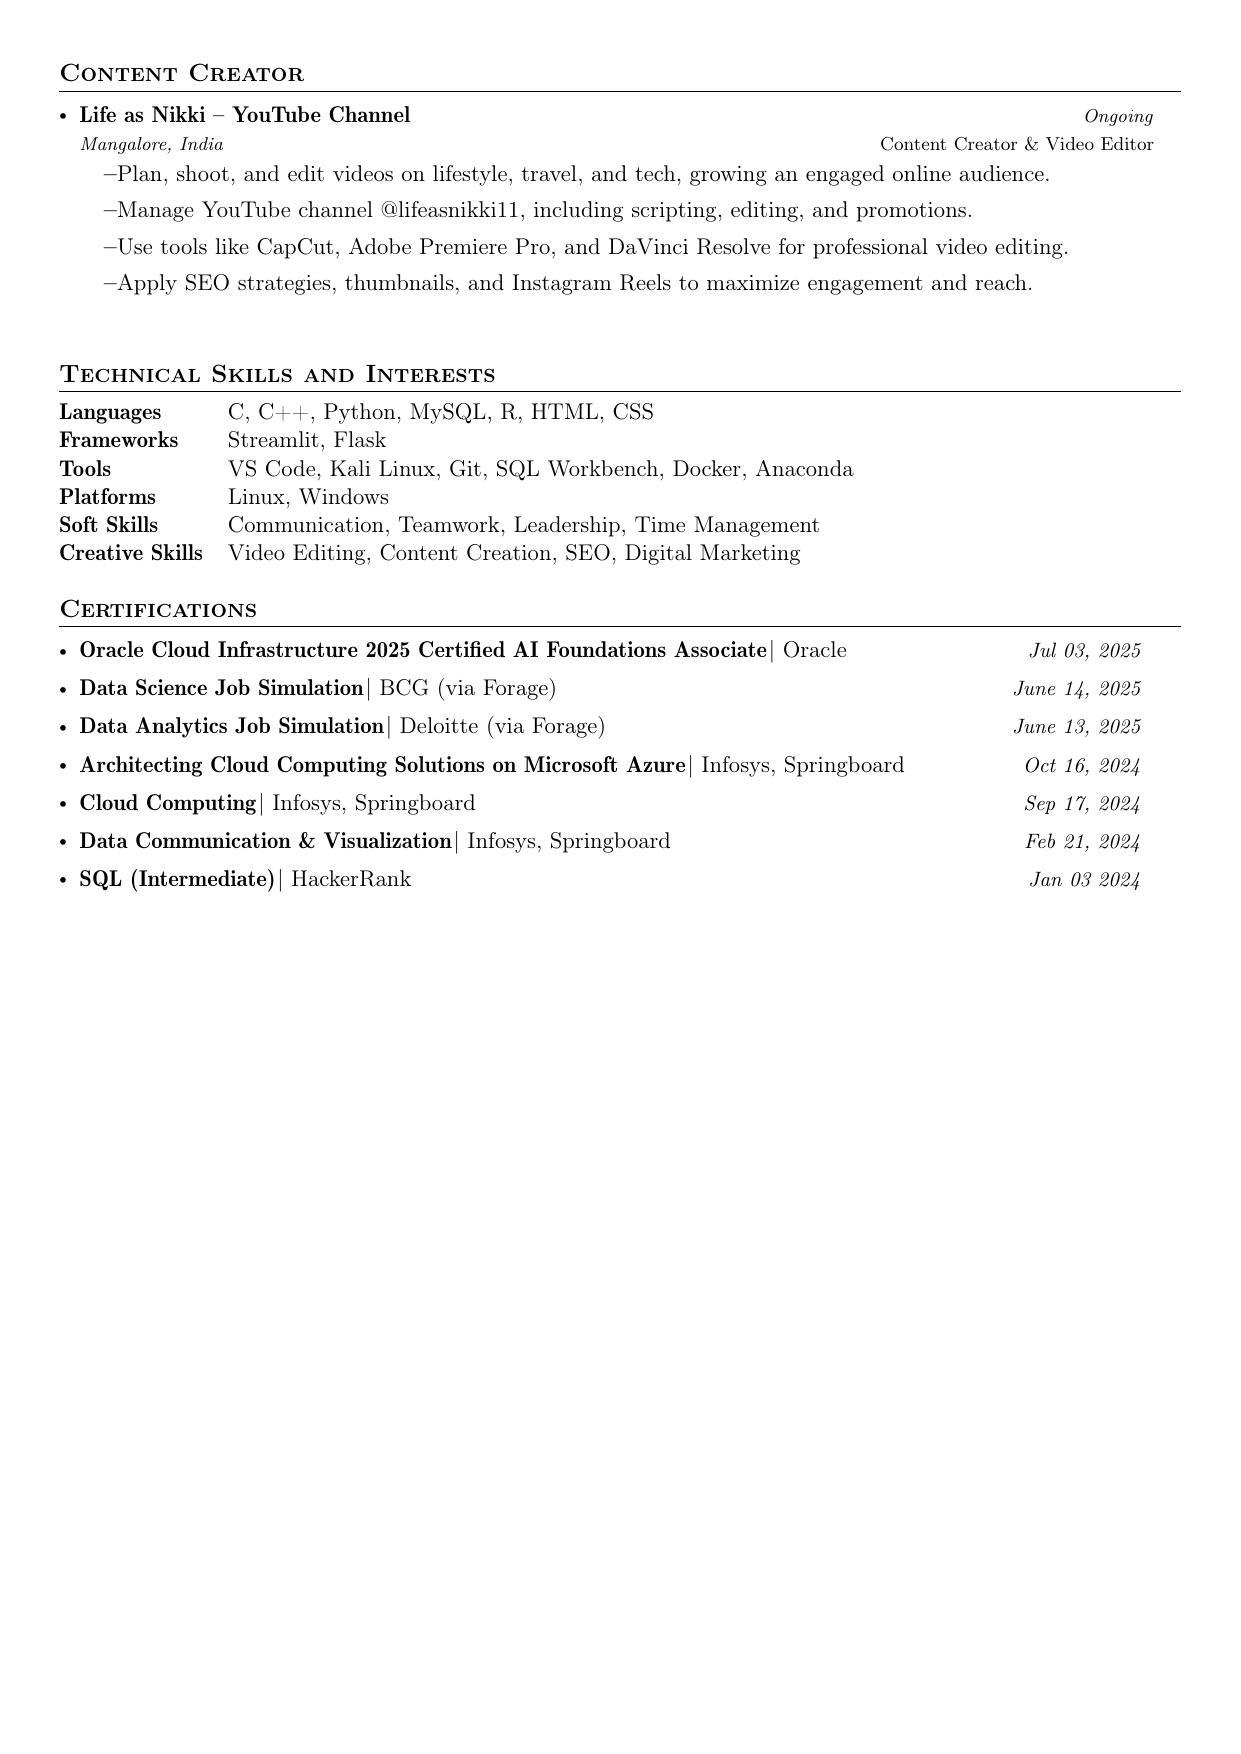 Content Creator
• Life as Nikki – YouTube Channel Ongoing
Mangalore, India Content Creator & Video Editor
–Plan, shoot, and edit videos on lifestyle, travel, and tech, growing an engaged online audience.
–Manage YouTube channel @lifeasnikki11, including scripting, editing, and promotions.
–Use tools like CapCut, Adobe Premiere Pro, and DaVinci Resolve for professional video editing.
–Apply SEO strategies, thumbnails, and Instagram Reels to maximize engagement and reach.
Technical Skills and Interests
Languages C, C++, Python, MySQL, R, HTML, CSS
Frameworks Streamlit, Flask
Tools VS Code, Kali Linux, Git, SQL Workbench, Docker, Anaconda
Platforms Linux, Windows
Soft Skills Communication, Teamwork, Leadership, Time Management
Creative Skills Video Editing, Content Creation, SEO, Digital Marketing
Certifications
• Oracle Cloud Infrastructure 2025 Certified AI Foundations Associate| Oracle Jul 03, 2025
• Data Science Job Simulation| BCG (via Forage) June 14, 2025
• Data Analytics Job Simulation| Deloitte (via Forage) June 13, 2025
• Architecting Cloud Computing Solutions on Microsoft Azure| Infosys, Springboard Oct 16, 2024
• Cloud Computing| Infosys, Springboard Sep 17, 2024
• Data Communication & Visualization| Infosys, Springboard Feb 21, 2024
• SQL (Intermediate)| HackerRank Jan 03 2024